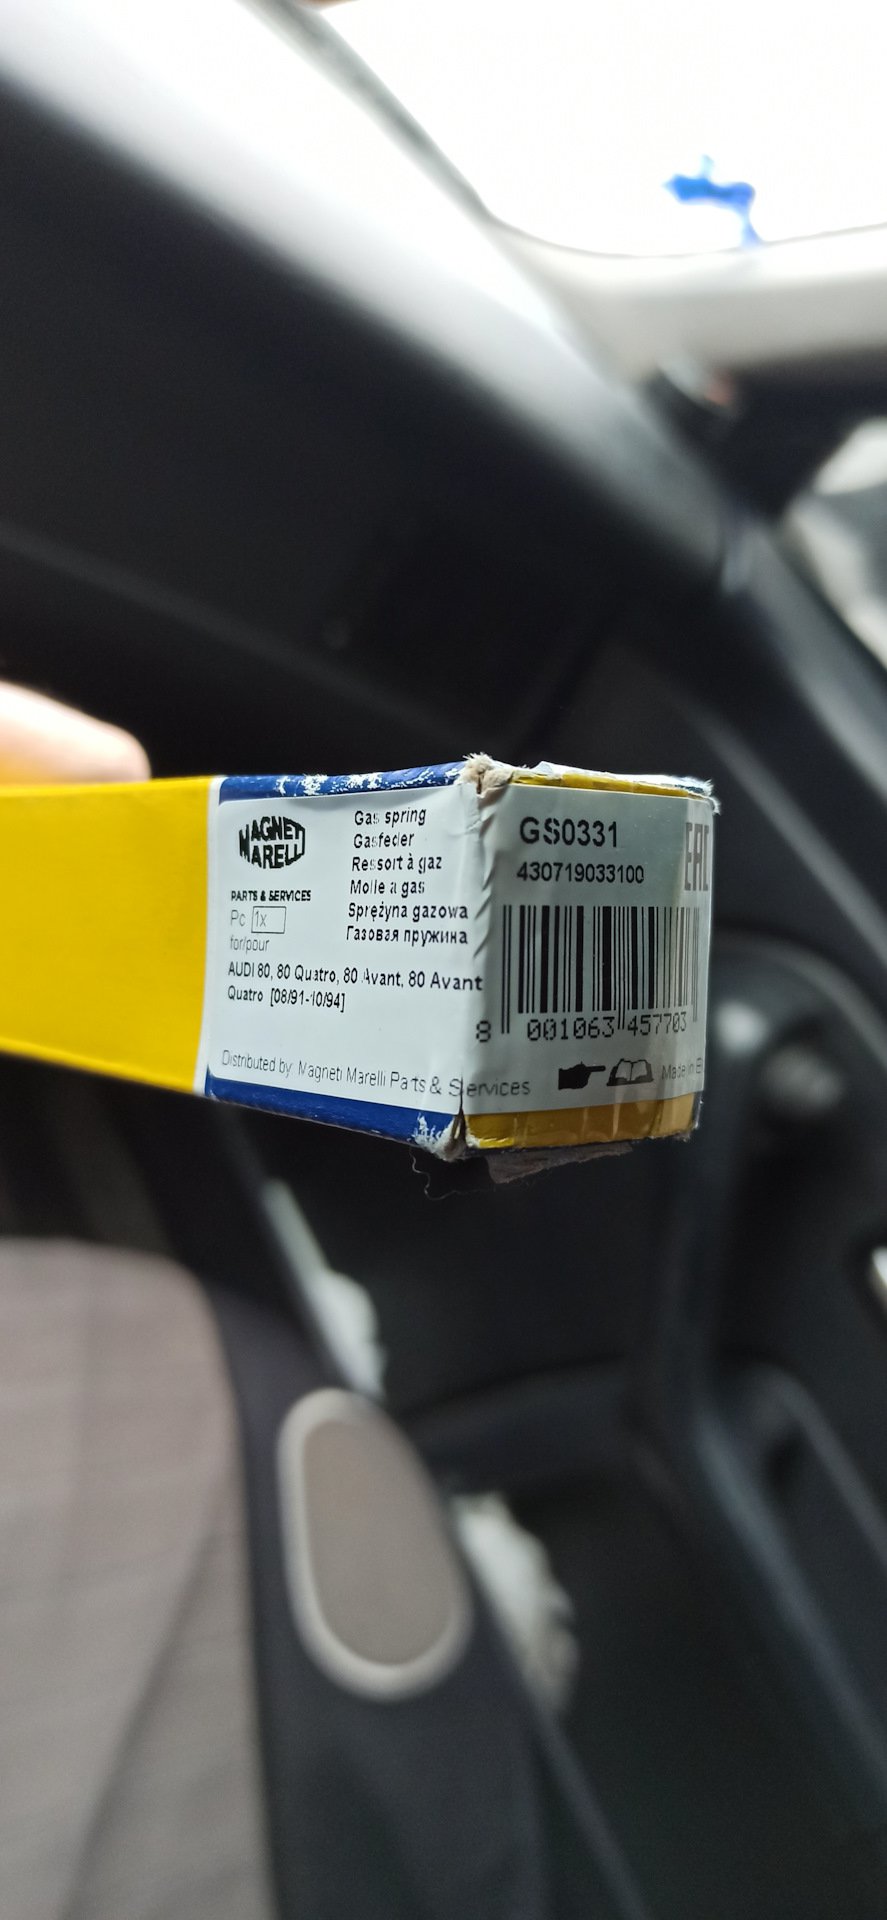 MAGNETI
MARELLI
PARTS & SERVICES
Pc 1x
for/pour
Gas spring
Gasfeder
Ressort à gaz
Molle a gas
Sprężyna gazowa
Газовая пружина
AUDI 80, 80 Quatro, 80 Avant, 80 Avant
Quatro [08/91-10/94]
Distributed by: Magneti Marelli Parts & Services
GS0331
430719033100
EAC
8 001063 457703
Made in